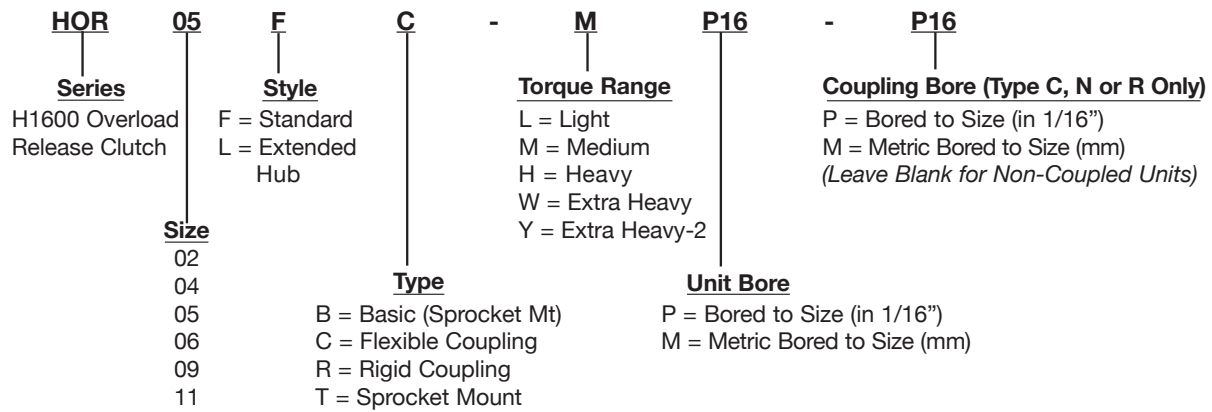 HOR 05 F C - M P16 - P16
Series
H1600 Overload
Release Clutch
Style
F = Standard
L = Extended
Hub
Torque Range
L = Light
M = Medium
H = Heavy
W = Extra Heavy
Y = Extra Heavy-2
Coupling Bore (Type C, N or R Only)
P = Bored to Size (in 1/16”)
M = Metric Bored to Size (mm)
(Leave Blank for Non-Coupled Units)
Size
02
04
05
06
09
11
Type
B = Basic (Sprocket Mt)
C = Flexible Coupling
R = Rigid Coupling
T = Sprocket Mount
Unit Bore
P = Bored to Size (in 1/16”)
M = Metric Bored to Size (mm)